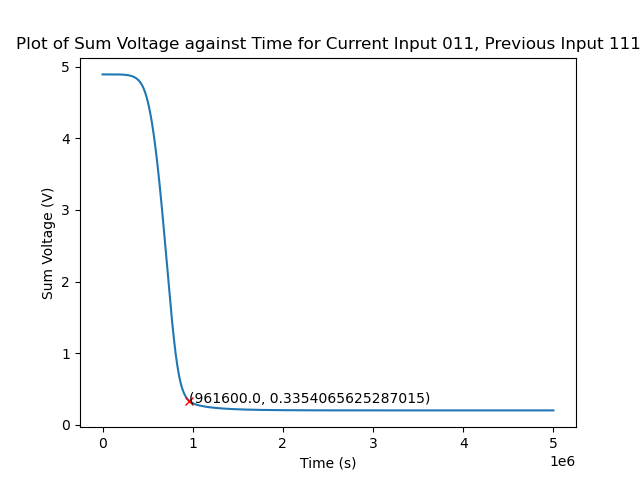 Plot of Sum Voltage against Time for Current Input 011, Previous Input 111
5
4
3
2
1
0
Sum Voltage (V)
(961600.0, 0.3354065625287015)
0 1 2 3 4 5
1e6
Time (s)